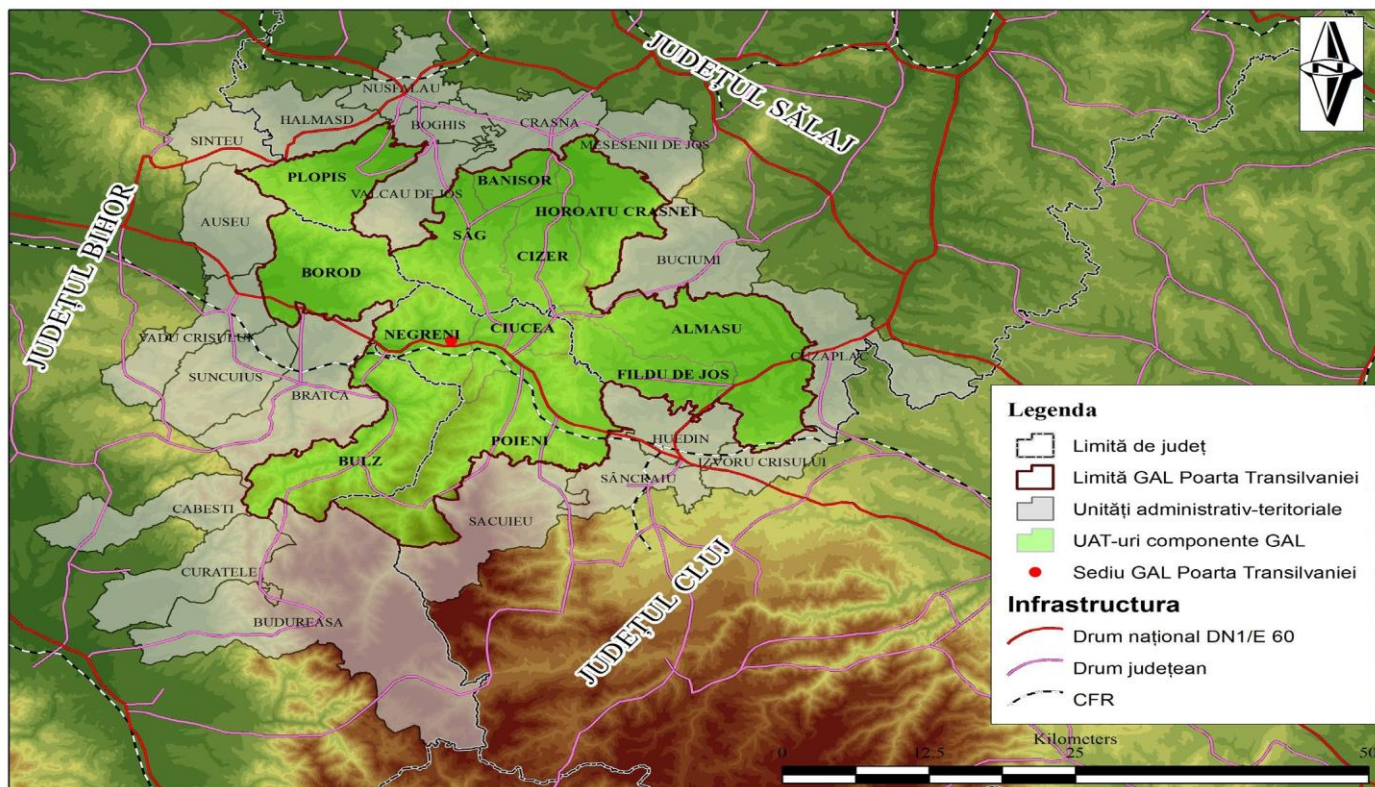 JUDEȚUL SĂLAJ
N
NUSFALAU
HALMASD
BOGHIS
CRASNA
SINTEU
MESESENII DE JOS
PLOPIS
BANISOR
VALCAU DE JOS
HOROATU CRASNEI
AUSEU
SĂG
CIZER
BUCIUMI
JUDEȚUL BIHOR
BOROD
NEGRENI
CIUCEA
ALMASU
VADU CRISULUI
CUZAPLAC
SUNCUIUS
FILDU DE JOS
BRATCA
POIENI
HUEDIN
BULZ
IZVORU CRISULUI
SÂNCRAIU
CABESTI
SACUIEU
CURATELE
BUDUREASA
JUDEȚUL CLUJ
Legenda
Limită de județ
Limită GAL Poarta Transilvaniei
Unități administrativ-teritoriale
UAT-uri componente GAL
Sediu GAL Poarta Transilvaniei
Infrastructura
Drum național DN1/E 60
Drum județean
CFR
Kilometers
0 12.5 25 50